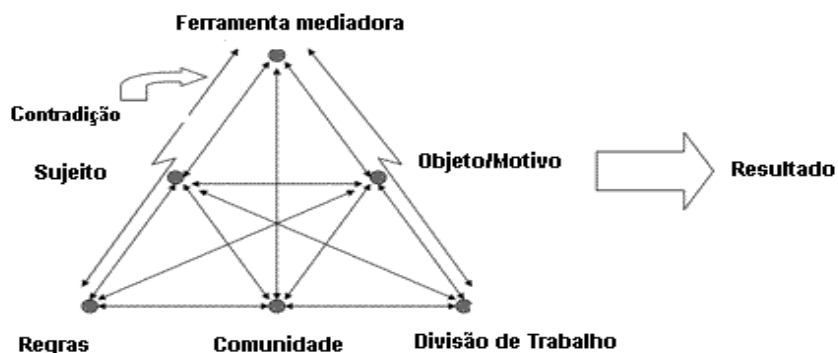 Ferramenta mediadora
Contradição
Sujeito
Objeto/Motivo
Resultado
Regras
Comunidade
Divisão de Trabalho